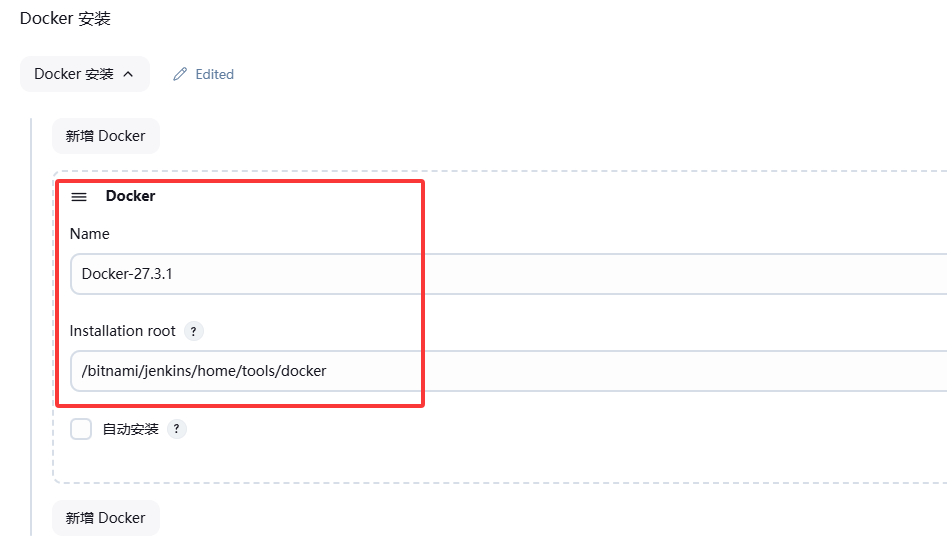 Docker 安装
Docker 安装
Edited
新增 Docker
Docker
Name
Docker-27.3.1
Installation root ?
/bitnami/jenkins/home/tools/docker
自动安装 ?
新增 Docker